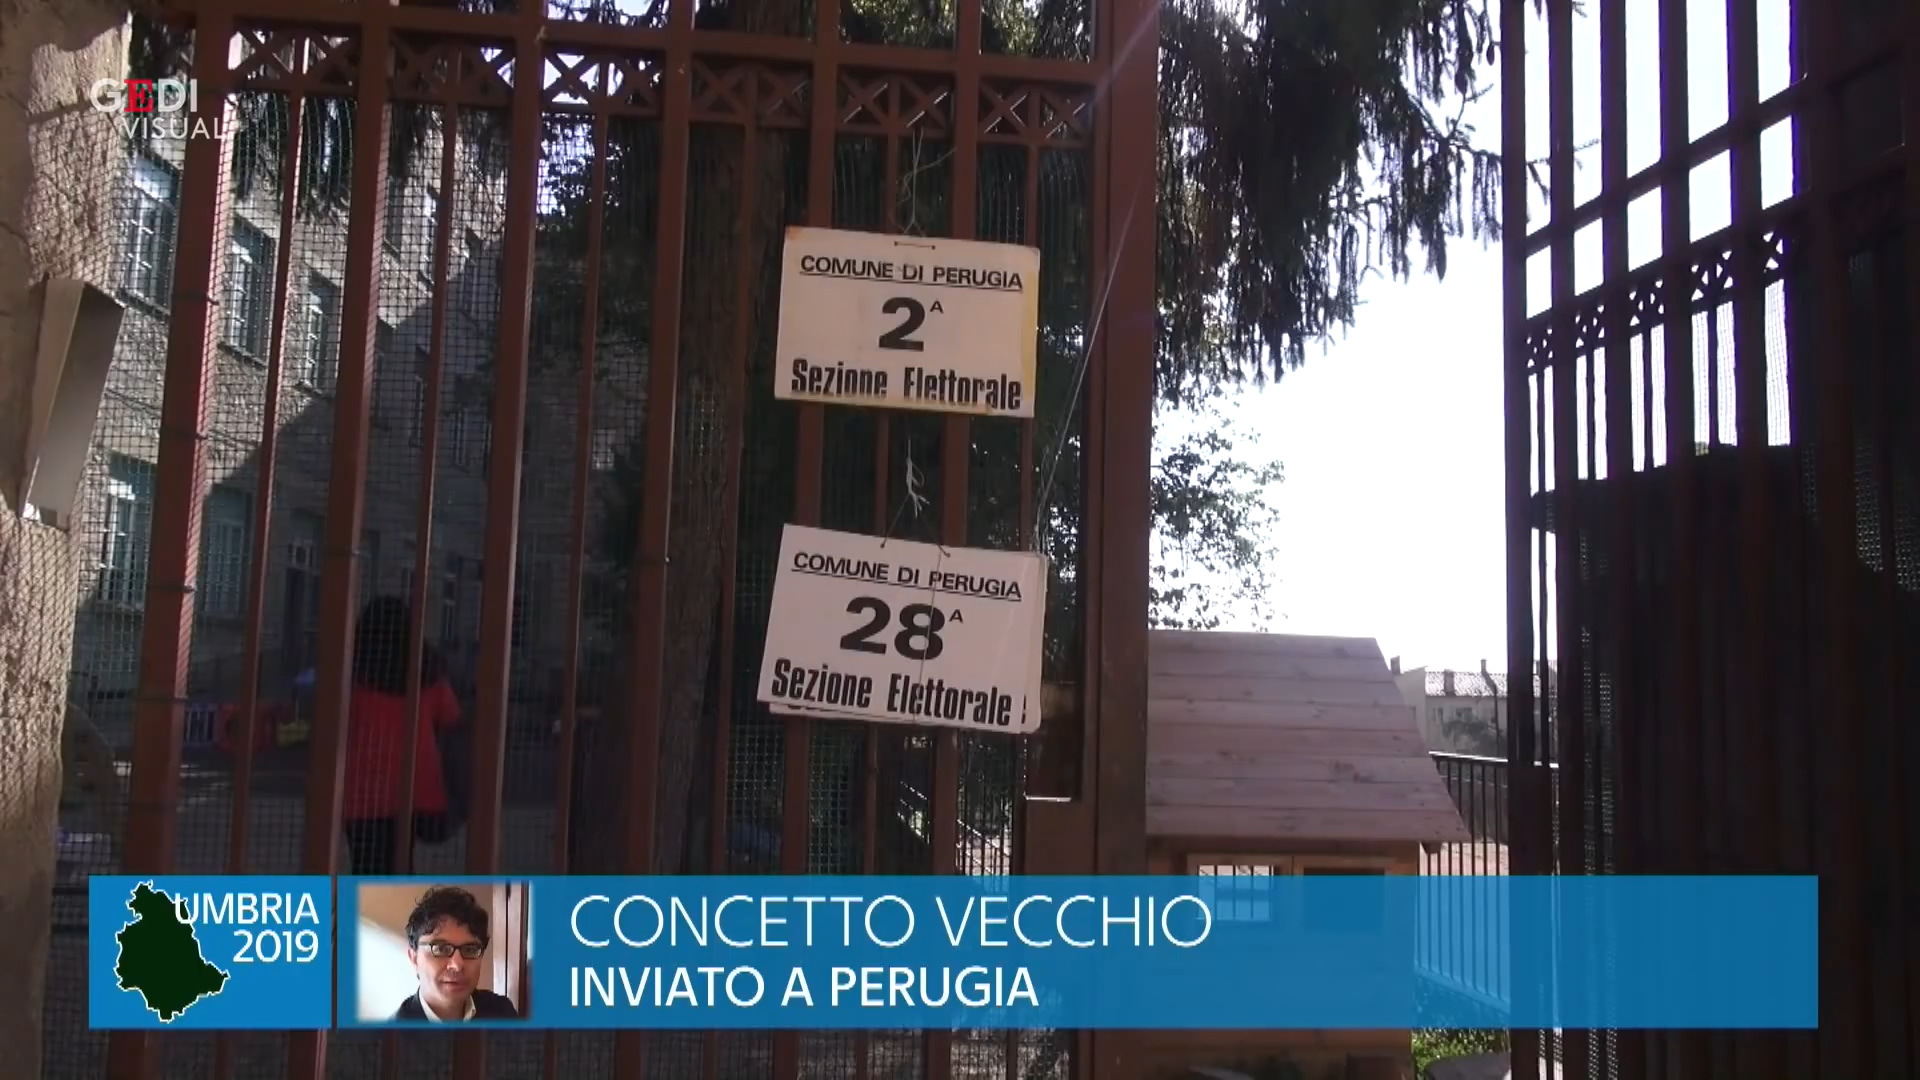 GEDI
VISUAL
COMUNE DI PERUGIA
2A
Sezione Elettorale
COMUNE DI PERUGIA
28A
Sezione Elettorale
UMBRIA
2019
CONCETTO VECCHIO
INVIATO A PERUGIA